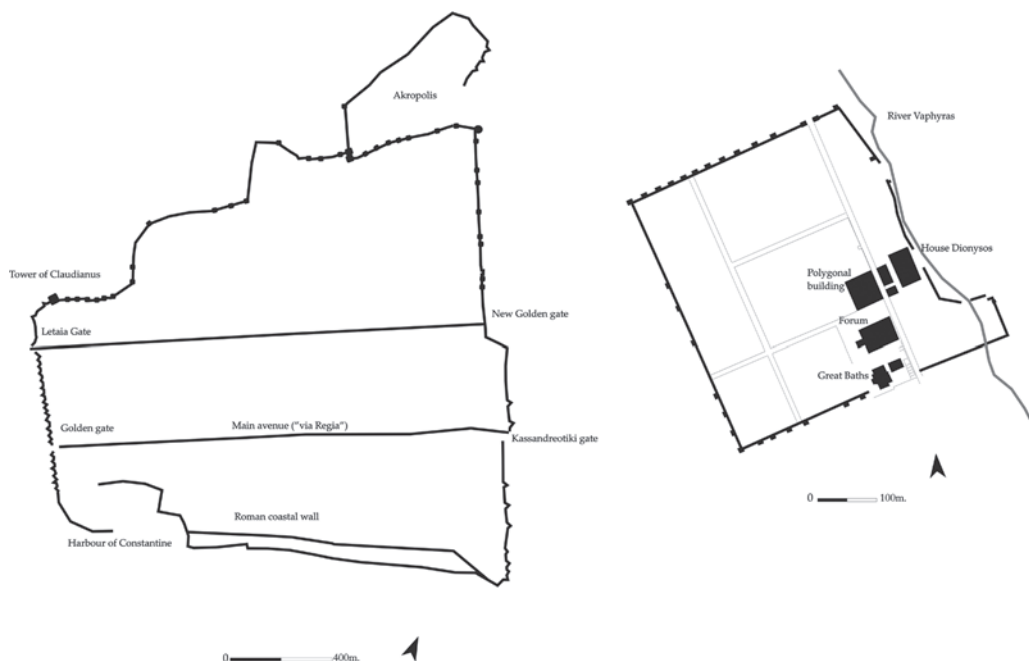 Akropolis
Tower of Claudianus
Letaia Gate
New Golden gate
Golden gate
Main avenue ("via Regia")
Kassandreotiki gate
Roman coastal wall
Harbour of Constantine
0
400m.
River Vaphyras
House Dionysos
Polygonal
building
Forum
Great Baths
0
100m.